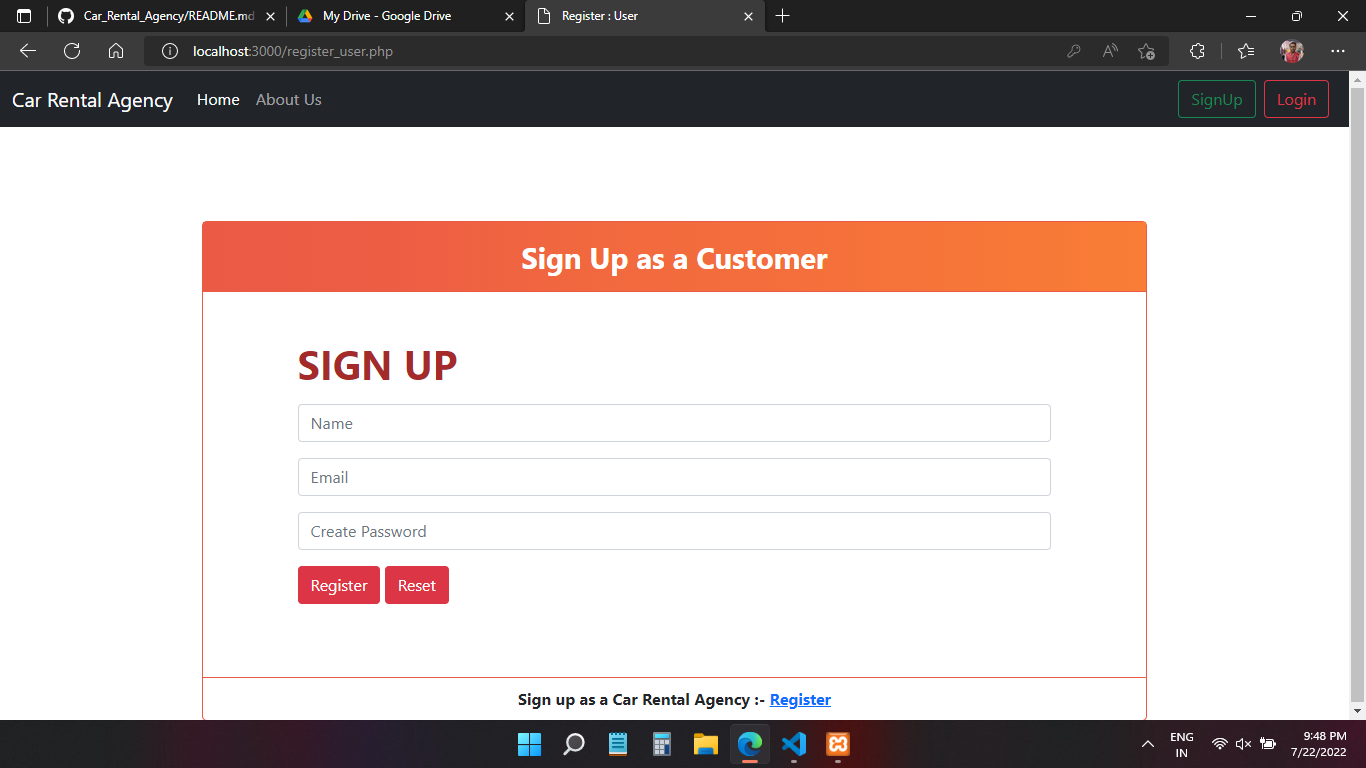 Car_Rental_Agency/README.md
My Drive - Google Drive
Register : User
localhost:3000/register_user.php
Car Rental Agency
Home
About Us
SignUp
Login
Sign Up as a Customer
SIGN UP
Name
Email
Create Password
Register
Reset
Sign up as a Car Rental Agency :- Register
ENG
IN
9:48 PM
7/22/2022